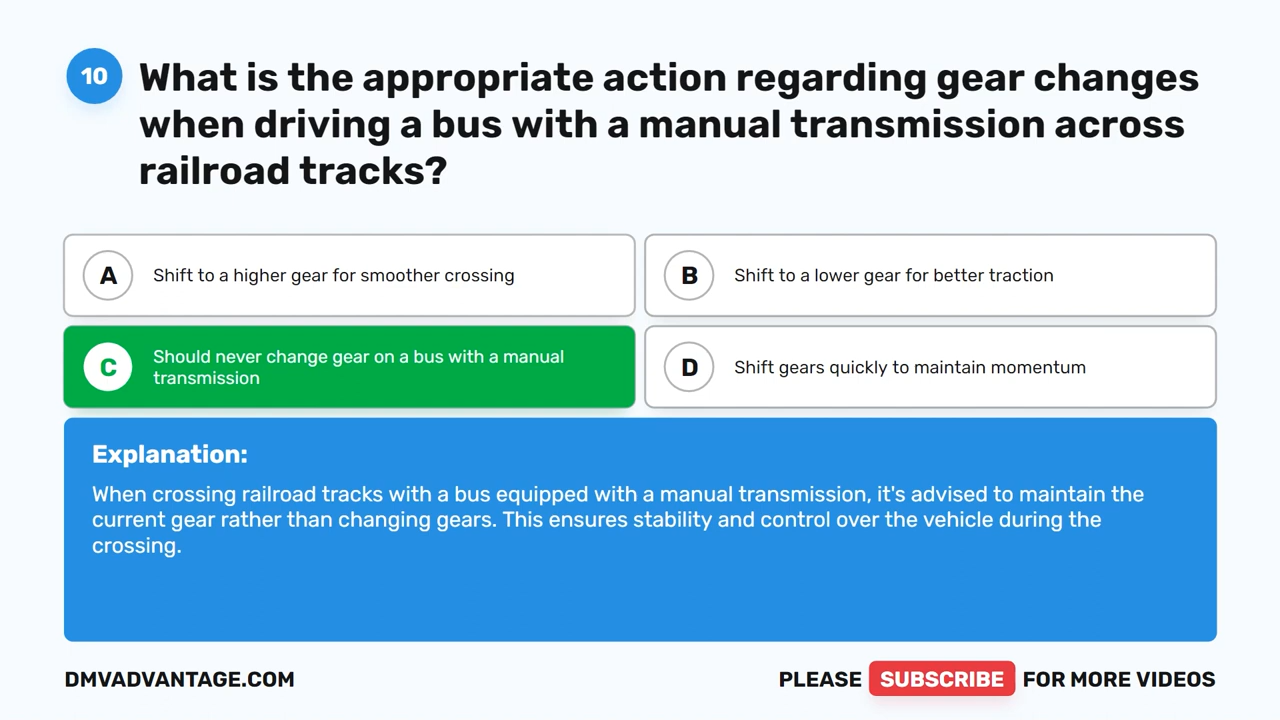 10
What is the appropriate action regarding gear changes
when driving a bus with a manual transmission across
railroad tracks?
A
Shift to a higher gear for smoother crossing
B
Shift to a lower gear for better traction
C
Should never change gear on a bus with a manual
transmission
D
Shift gears quickly to maintain momentum
Explanation:
When crossing railroad tracks with a bus equipped with a manual transmission, it's advised to maintain the
current gear rather than changing gears. This ensures stability and control over the vehicle during the
crossing.
DMVADVANTAGE.COM
PLEASE SUBSCRIBE FOR MORE VIDEOS